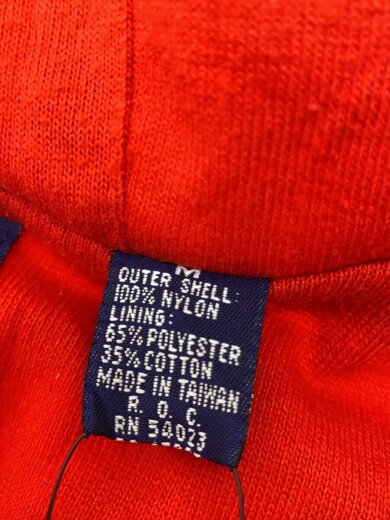 M
OUTER SHELL:
100% NYLON
LINING:
65% POLYESTER
35% COTTON
MADE IN TAIWAN
R. O. C.
RN 54023